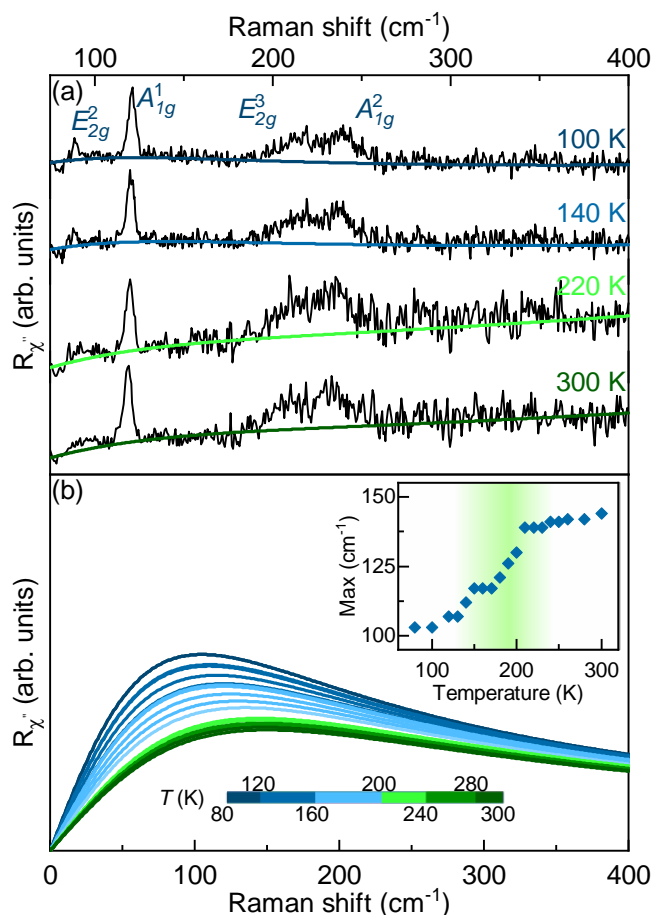 Raman shift (cm⁻¹)
100 200 300 400
(a)
E²₂g A¹₁g E³₂g A²₁g
100 K
140 K
220 K
300 K
Rχ" (arb. units)
(b)
150
125
100
Max (cm⁻¹)
100 200 300
Temperature (K)
Rχ" (arb. units)
120 200 280
T (K)
80 160 240 300
0 100 200 300 400
Raman shift (cm⁻¹)